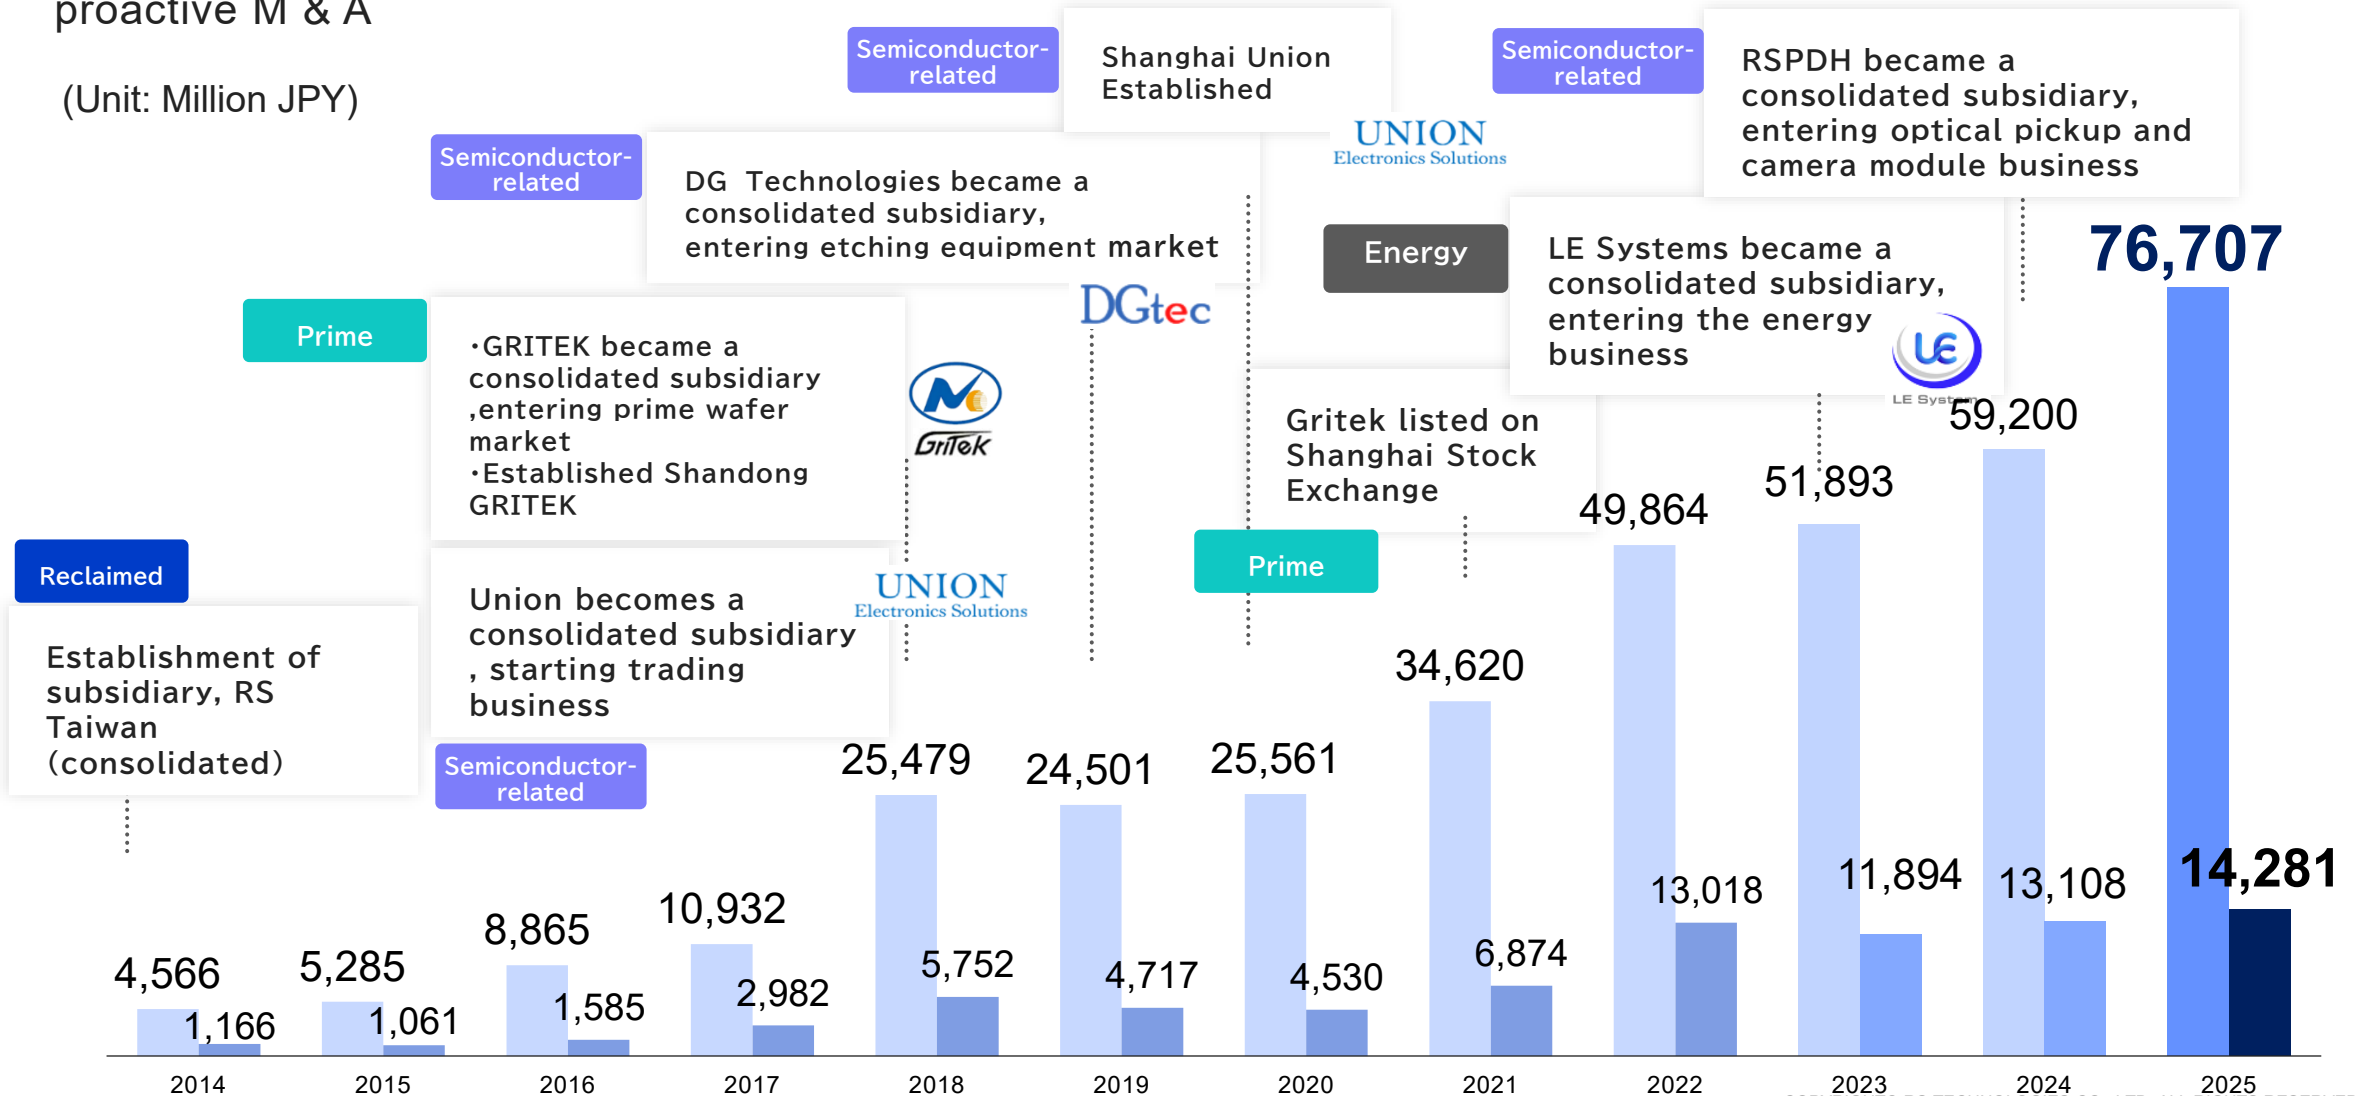 proactive M & A
(Unit: Million JPY)
Semiconductor-
related
Shanghai Union
Established
UNION
Electronics Solutions
Semiconductor-
related
RSPDH became a
consolidated subsidiary,
entering optical pickup and
camera module business
Semiconductor-
related
DG Technologies became a
consolidated subsidiary,
entering etching equipment market
DGtec
Energy
LE Systems became a
consolidated subsidiary,
entering the energy
business
LE System
Prime
・GRITEK became a
consolidated subsidiary
,entering prime wafer
market
・Established Shandong
GRITEK
GriTek
Gritek listed on
Shanghai Stock
Exchange
Prime
Reclaimed
Establishment of
subsidiary, RS
Taiwan
(consolidated)
Union becomes a
consolidated subsidiary
, starting trading
business
UNION
Electronics Solutions
Semiconductor-
related
4,566
1,166
5,285
1,061
8,865
1,585
10,932
2,982
25,479
5,752
24,501
4,717
25,561
4,530
34,620
6,874
49,864
13,018
51,893
11,894
59,200
13,108
76,707
14,281
2014
2015
2016
2017
2018
2019
2020
2021
2022
2023
2024
2025